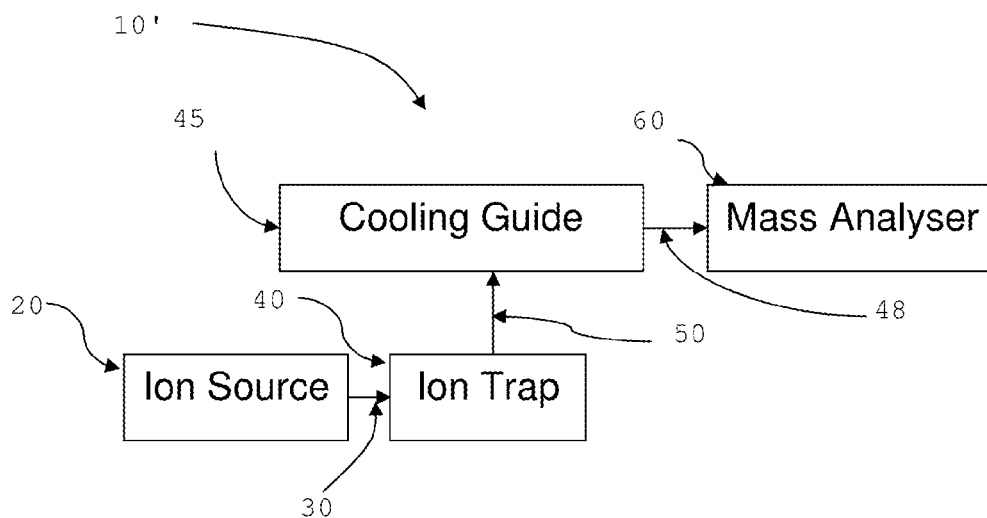 10'
45
60
Cooling Guide
Mass Analyser
20
40
50
48
Ion Source
Ion Trap
30